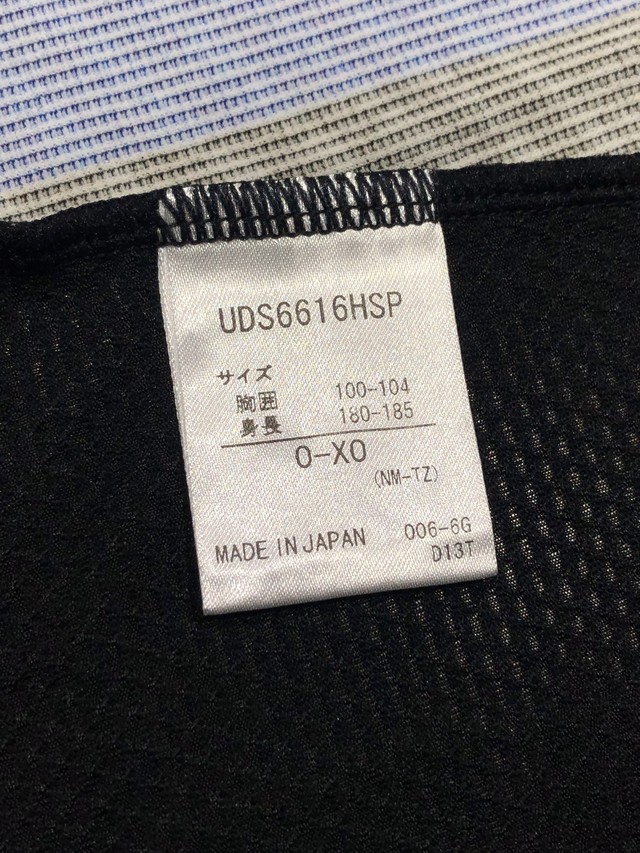 UDS6616HSP
サイズ
胸囲 100-104
身長 180-185
O-XO
(NM-TZ)
MADE IN JAPAN 006-6G
D13T